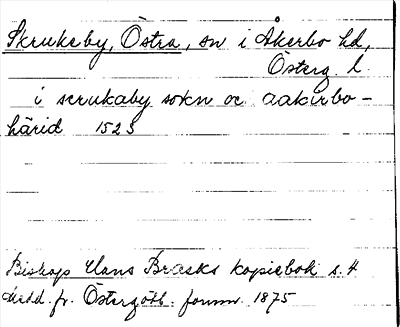 Skrukeby, Östra, sn i Åkerbo hd,
Österg. l.
i scrukaby sokn oc aakirbo-
härid 1523
Biskops Hans Brasks kopiebok s. 4
Medd. fr. Östergötl. fornm. 1875